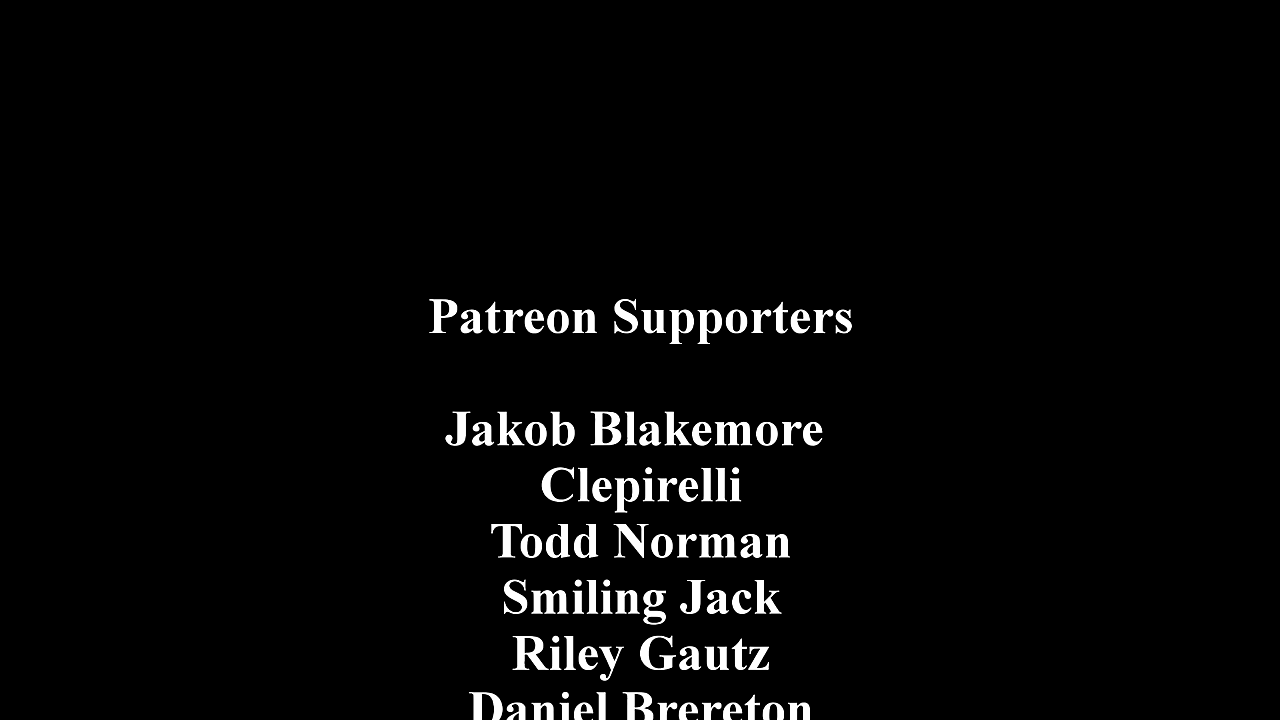 Patreon Supporters
Jakob Blakemore
Clepirelli
Todd Norman
Smiling Jack
Riley Gautz
Daniel Brereton